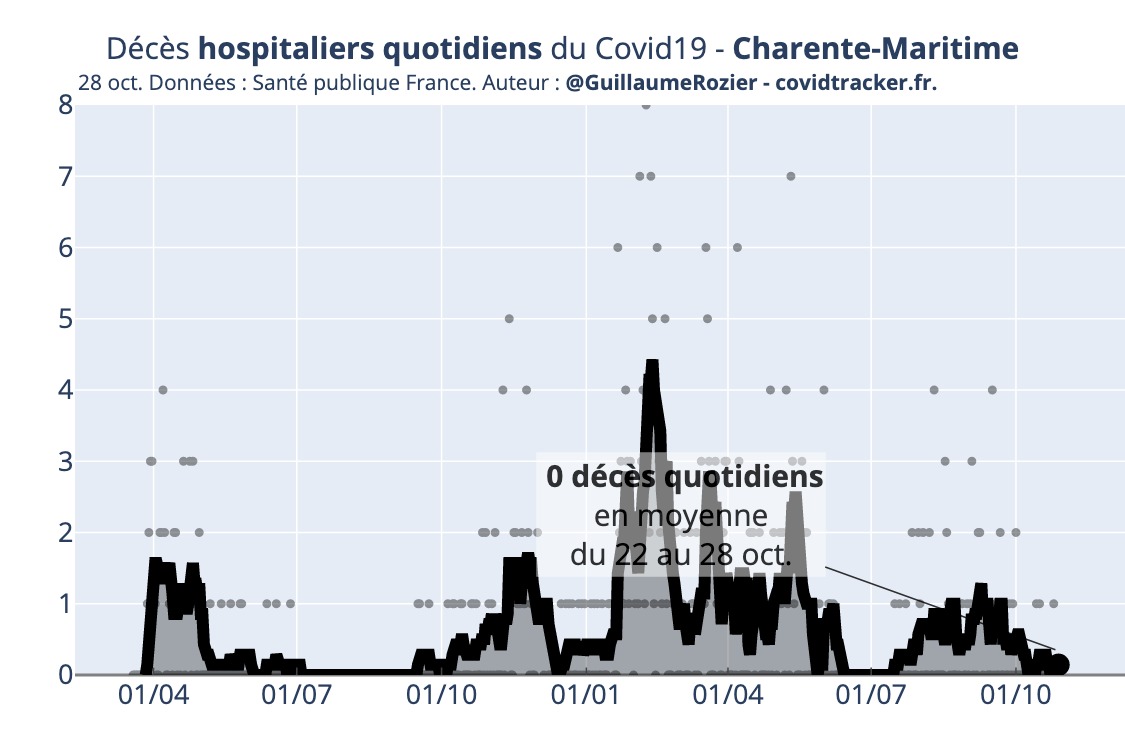 Décès hospitaliers quotidiens du Covid19 - Charente-Maritime
28 oct. Données : Santé publique France. Auteur : @GuillaumeRozier - covidtracker.fr.
8
7
6
5
4
3
2
1
0
0 décès quotidiens
en moyenne
du 22 au 28 oct.
01/04 01/07 01/10 01/01 01/04 01/07 01/10